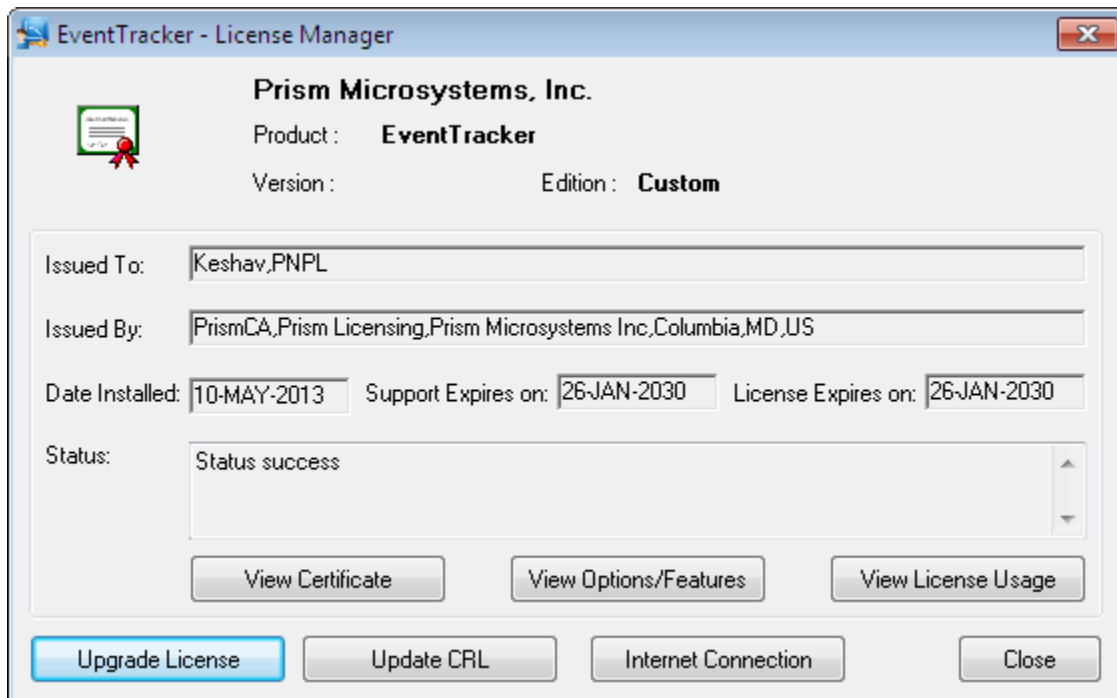 EventTracker - License Manager
Prism Microsystems, Inc.
Product : EventTracker
Version : Edition : Custom
Issued To: Keshav,PNPL
Issued By: PrismCA,Prism Licensing,Prism Microsystems Inc,Columbia,MD,US
Date Installed: 10-MAY-2013 Support Expires on: 26-JAN-2030 License Expires on: 26-JAN-2030
Status: Status success
View Certificate View Options/Features View License Usage
Upgrade License Update CRL Internet Connection Close